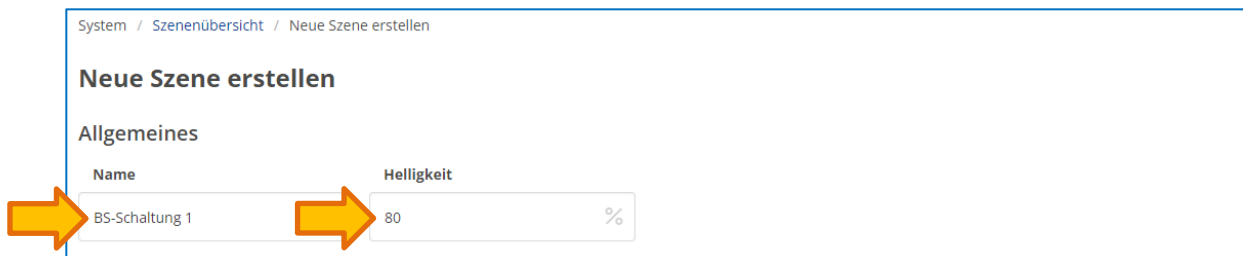 System / Szenenübersicht / Neue Szene erstellen
Neue Szene erstellen
Allgemeines
Name Helligkeit
BS-Schaltung 1 80 %